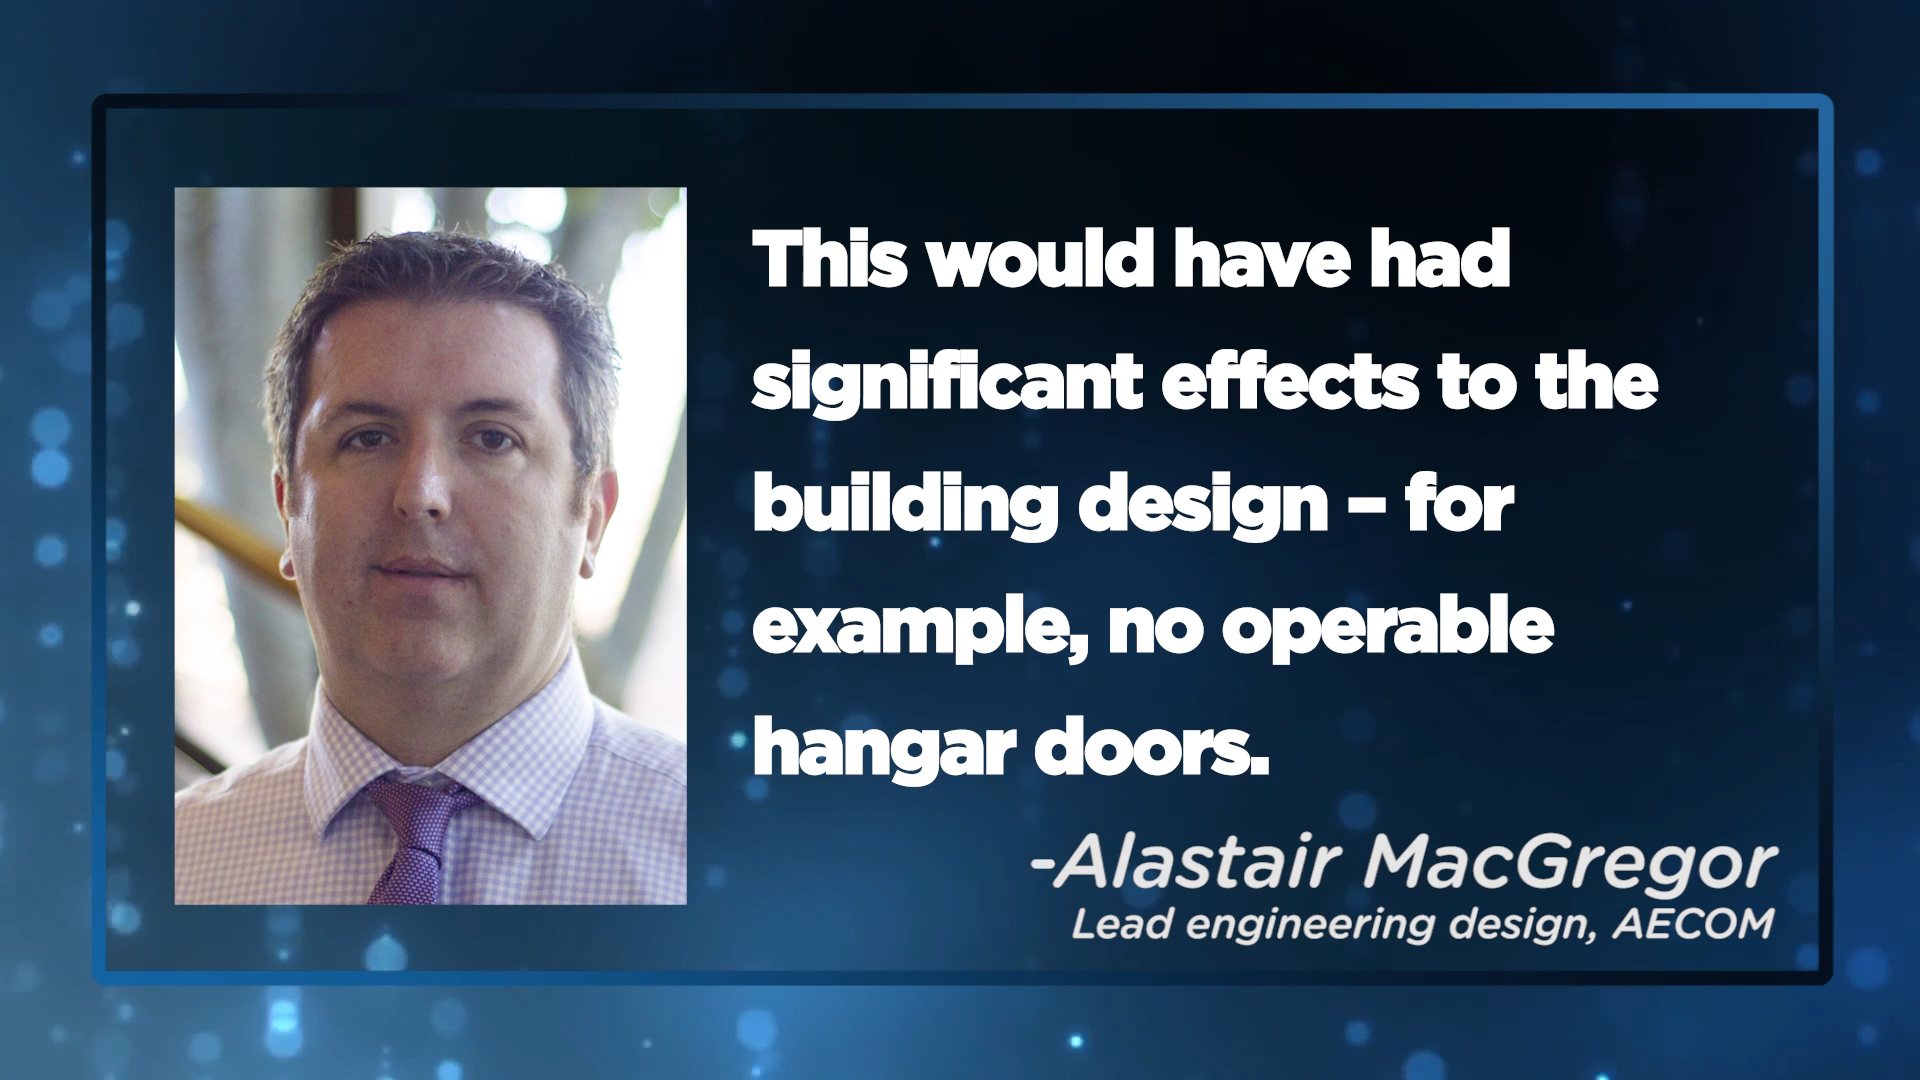 This would have had
significant effects to the
building design – for
example, no operable
hangar doors.
-Alastair MacGregor
Lead engineering design, AECOM